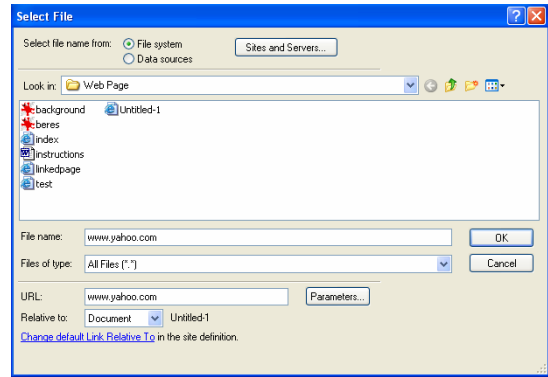 Select File
Select file name from: File system Sites and Servers...
Data sources
Look in: Web Page
background Untitled-1
beres
index
instructions
linkedpage
test
File name: www.yahoo.com OK
Files of type: All Files (*.*) Cancel
URL: www.yahoo.com Parameters...
Relative to: Document Untitled-1
Change default Link Relative To in the site definition.